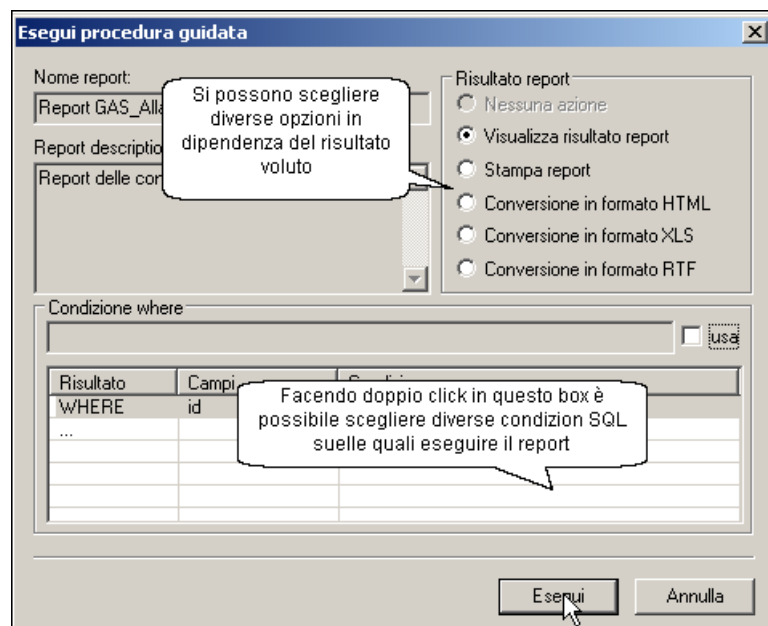 Esegui procedura guidata
Nome report:
Report GAS_Alla
Si possono scegliere
diverse opzioni in
dipendenza del risultato
voluto
Report descriptio
Report delle con
Risultato report
Nessuna azione
Visualizza risultato report
Stampa report
Conversione in formato HTML
Conversione in formato XLS
Conversione in formato RTF
Condizione where
usa
Risultato Campi
WHERE id
...
Facendo doppio click in questo box è
possibile scegliere diverse condizion SQL
suelle quali eseguire il report
Esegui Annulla